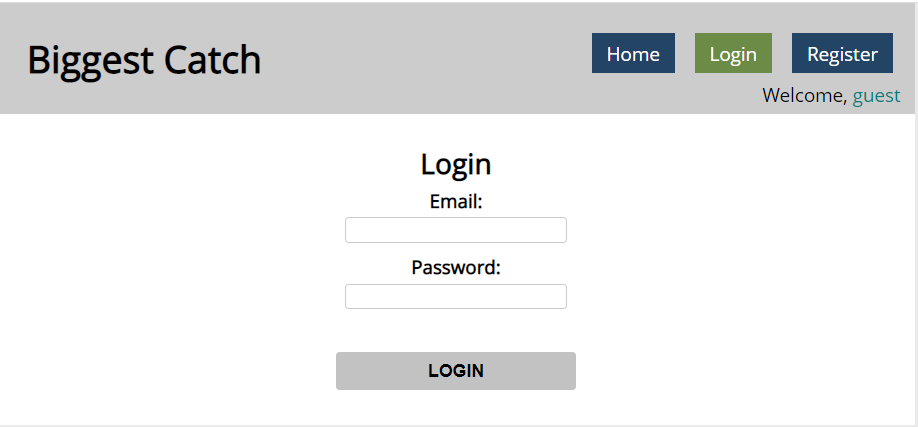 Biggest Catch
Home Login Register
Welcome, guest
Login
Email:
Password:
LOGIN